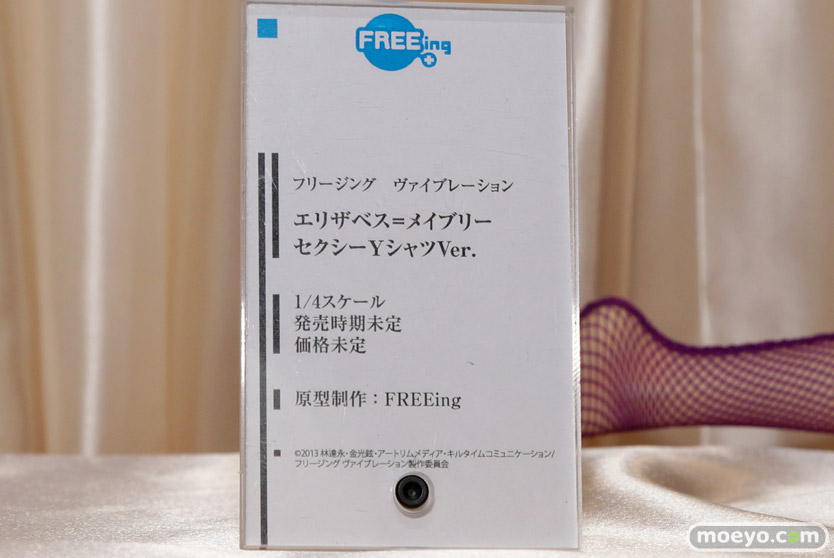 FREEing
フリージング　ヴァイブレーション
エリザベス=メイブリー
セクシーYシャツVer.
1/4スケール
発売時期未定
価格未定
原型制作：FREEing
©2013 林達永・金光鉉・アートリムメディア・キルタイムコミュニケーション/
フリージング ヴァイブレーション製作委員会
moeyo.com